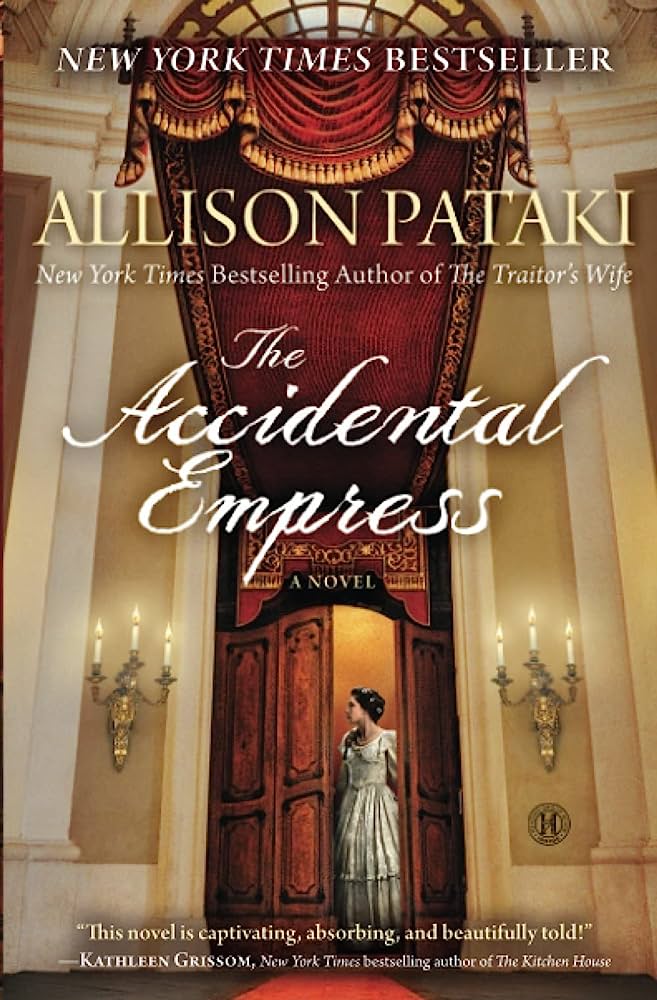 NEW YORK TIMES BESTSELLER
ALLISON PATAKI
New York Times Bestselling Author of The Traitor's Wife
The
Accidental
Empress
A NOVEL
H
"This novel is captivating, absorbing, and beautifully told!"
—KATHLEEN GRISSOM, New York Times bestselling author of The Kitchen House